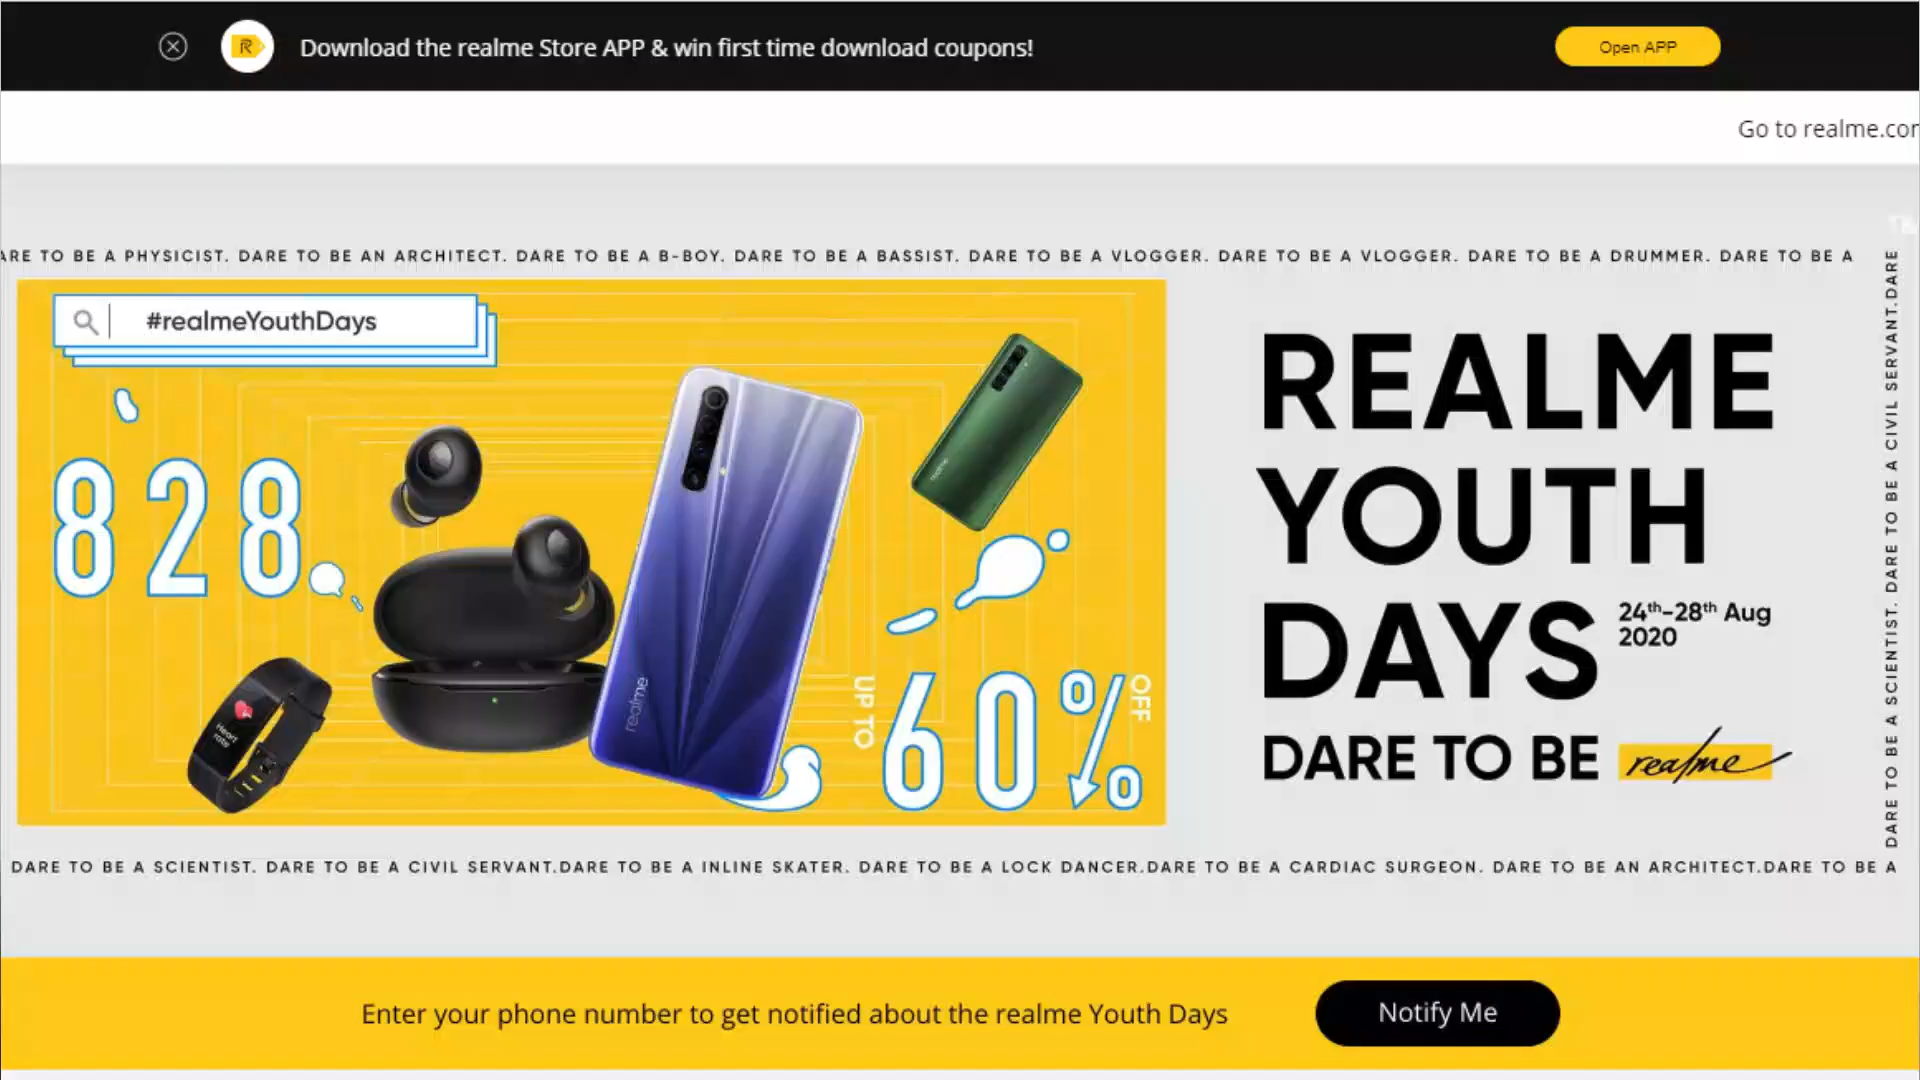 Download the realme Store APP & win first time download coupons!
Open APP
Go to realme.com
ARE TO BE A PHYSICIST. DARE TO BE AN ARCHITECT. DARE TO BE A B-BOY. DARE TO BE A BASSIST. DARE TO BE A VLOGGER. DARE TO BE A VLOGGER. DARE TO BE A DRUMMER. DARE TO BE A
#realmeYouthDays
828
Heart
rate
realme
realme
UP TO
60%
OFF
REALME
YOUTH
DAYS
24th-28th Aug
2020
DARE TO BE realme
DARE TO BE A SCIENTIST. DARE TO BE A CIVIL SERVANT.DARE
DARE TO BE A SCIENTIST. DARE TO BE A CIVIL SERVANT.DARE TO BE A INLINE SKATER. DARE TO BE A LOCK DANCER.DARE TO BE A CARDIAC SURGEON. DARE TO BE AN ARCHITECT.DARE TO BE A
Enter your phone number to get notified about the realme Youth Days
Notify Me